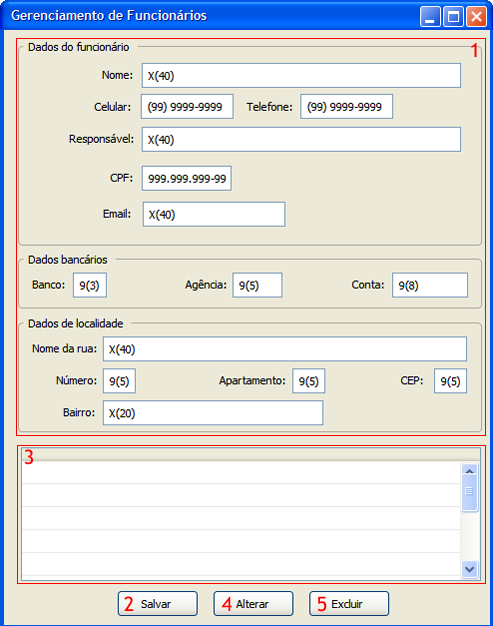 Gerenciamento de Funcionários
1
Dados do funcionário
Nome: X(40)
Celular: (99) 9999-9999 Telefone: (99) 9999-9999
Responsável: X(40)
CPF: 999.999.999-99
Email: X(40)
Dados bancários
Banco: 9(3) Agência: 9(5) Conta: 9(8)
Dados de localidade
Nome da rua: X(40)
Número: 9(5) Apartamento: 9(5) CEP: 9(5)
Bairro: X(20)
3
2 Salvar 4 Alterar 5 Excluir